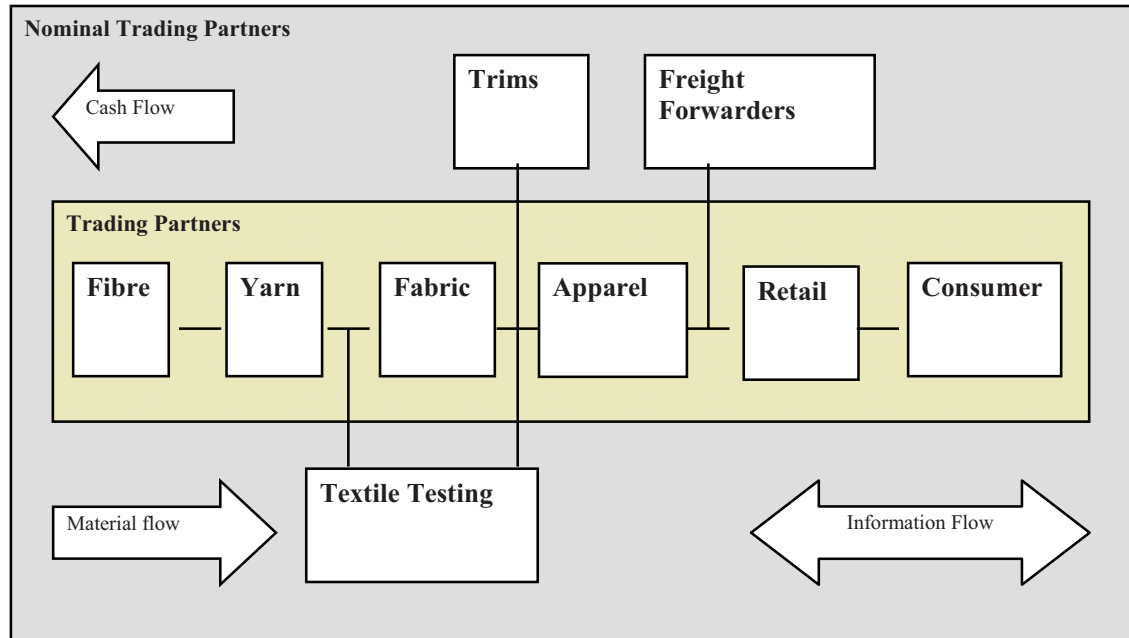 Nominal Trading Partners
Cash Flow
Trims
Freight
Forwarders
Trading Partners
Fibre
Yarn
Fabric
Apparel
Retail
Consumer
Textile Testing
Material flow
Information Flow